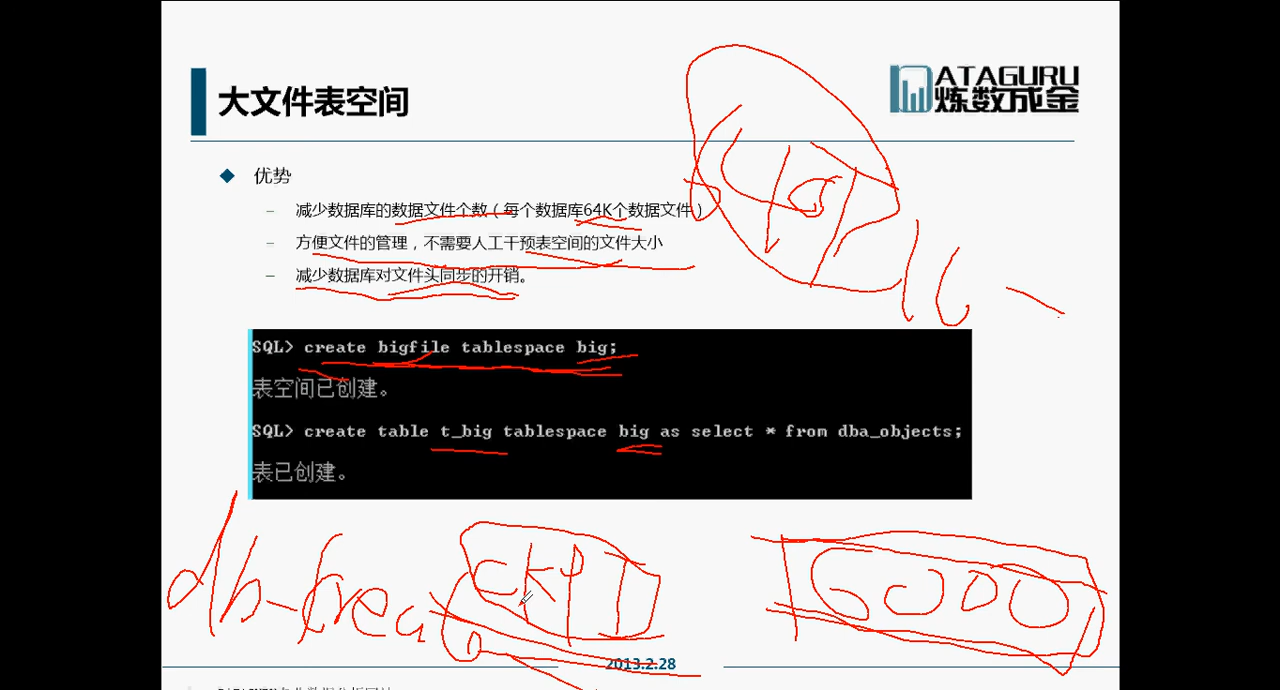 ATAGURU
炼数成金
大文件表空间
优势
减少数据库的数据文件个数（每个数据库64K个数据文件）
方便文件的管理，不需要人工干预表空间的文件大小
减少数据库对文件头同步的开销。
16
SQL> create bigfile tablespace big;
表空间已创建。
SQL> create table t_big tablespace big as select * from dba_objects;
表已创建。
CKPT
2013.2.28